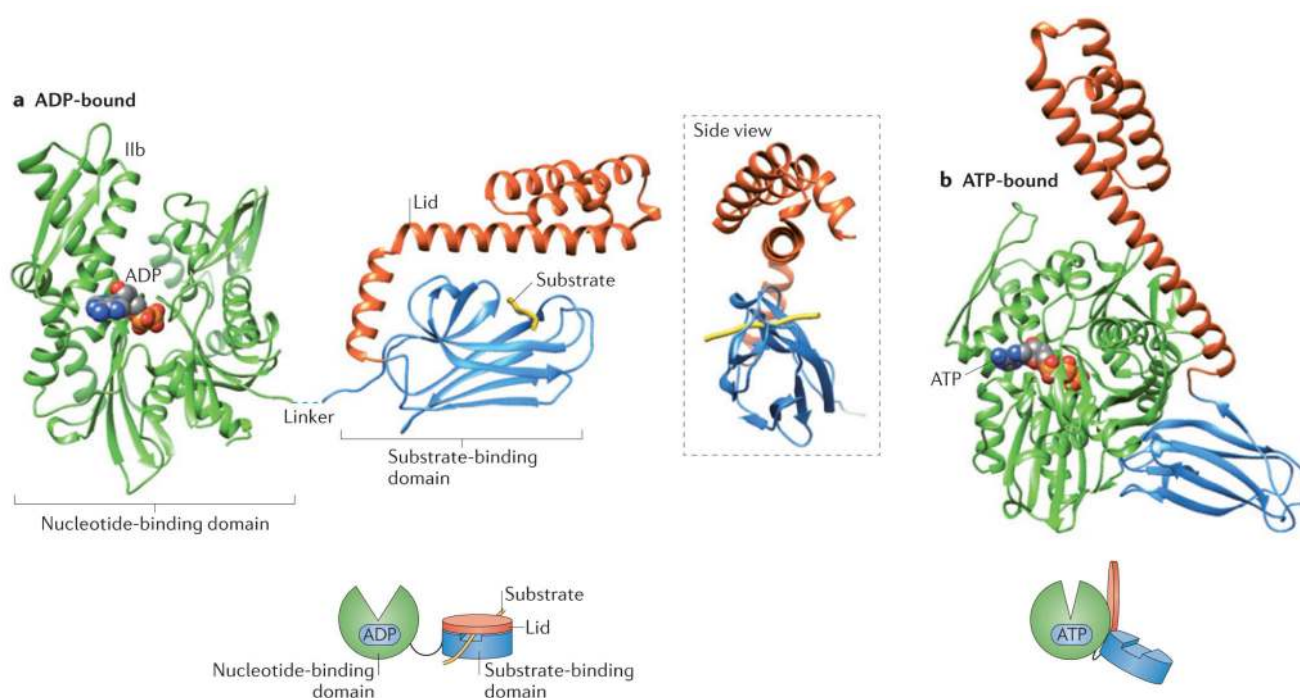 a ADP-bound
IIb
ADP
Lid
Substrate
Linker
Substrate-binding
domain
Nucleotide-binding domain
Side view
b ATP-bound
ATP
Substrate
Lid
ADP
Nucleotide-binding
domain
Substrate-binding
domain
ATP